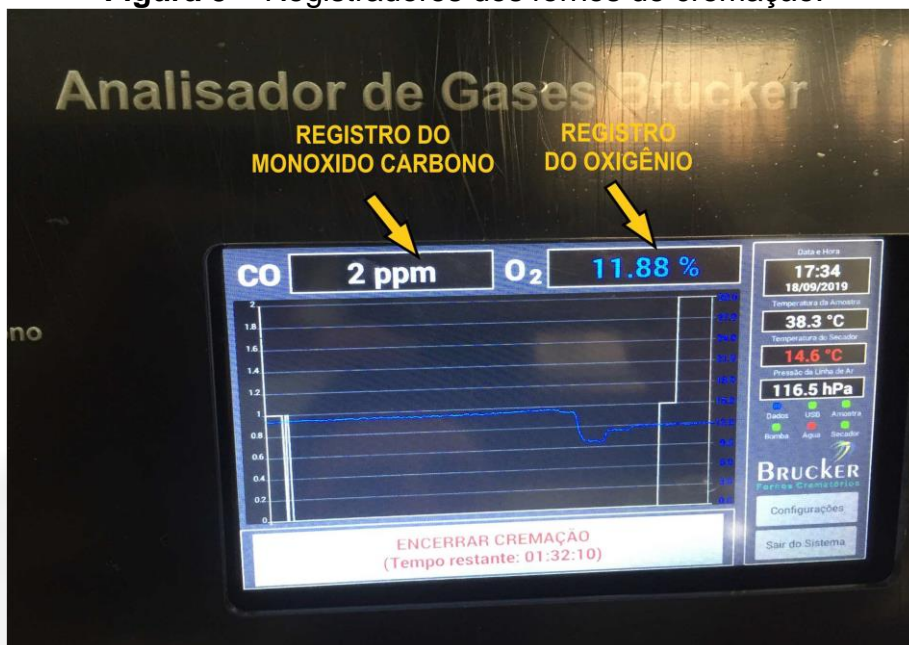 Analisador de Gases Brucker
REGISTRO DO
MONOXIDO CARBONO
REGISTRO
DO OXIGÊNIO
CO
2 ppm
O2
11.88 %
2
1.8
1.6
1.4
1.2
1
0.8
0.6
0.4
0.2
0
Data e Hora
17:34
18/09/2019
Temperatura da Amostra
38.3 °C
Temperatura do Secador
14.6 °C
Pressão da Linha de Ar
116.5 hPa
Dados USB Amostra
Bomba Água Secador
BRUCKER
Fornos Crematórios
Configurações
Sair do Sistema
ENCERRAR CREMAÇÃO
(Tempo restante: 01:32:10)
no